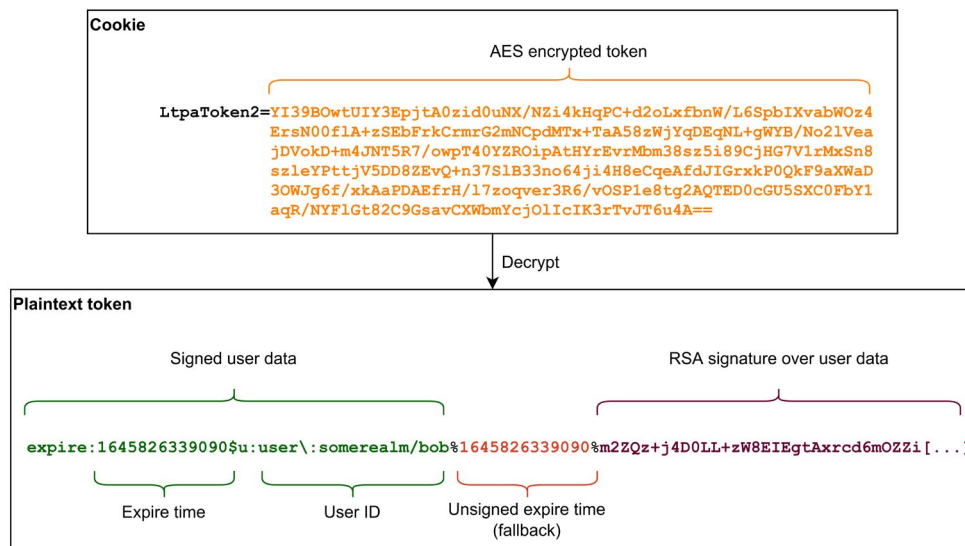 Cookie
AES encrypted token
LtpaToken2=YI39BOwtUIY3EpjtA0zid0uNX/NZi4kHqPC+d2oLxfbnW/L6SpbIXvabWOz4
ErsN00flA+zSEbFrkCrmrG2mNCpdMTx+TaA58zWjYqDEqNL+gWYB/No2lVea
jDVokD+m4JNT5R7/owpT40YZROipAtHYrEvrMbm38sz5i89CjHG7V1rMxSn8
szleYPttjV5DD8ZEvQ+n37SlB33no64ji4H8eCqeAfdJIGrxkP0QkF9aXWaD
3OWJg6f/xkAaPDAEfrH/l7zoqver3R6/vOSP1e8tg2AQTED0cGU5SXC0FbY1
aqR/NYFlGt82C9GsavCXWbmYcjOlIcIK3rTvJT6u4A==
Decrypt
Plaintext token
Signed user data
RSA signature over user data
expire:1645826339090$u:user\:somerealm/bob%1645826339090%m2ZQz+j4D0LL+zW8EIEgtAxrcd6mOZZi[...]
Expire time
User ID
Unsigned expire time
(fallback)